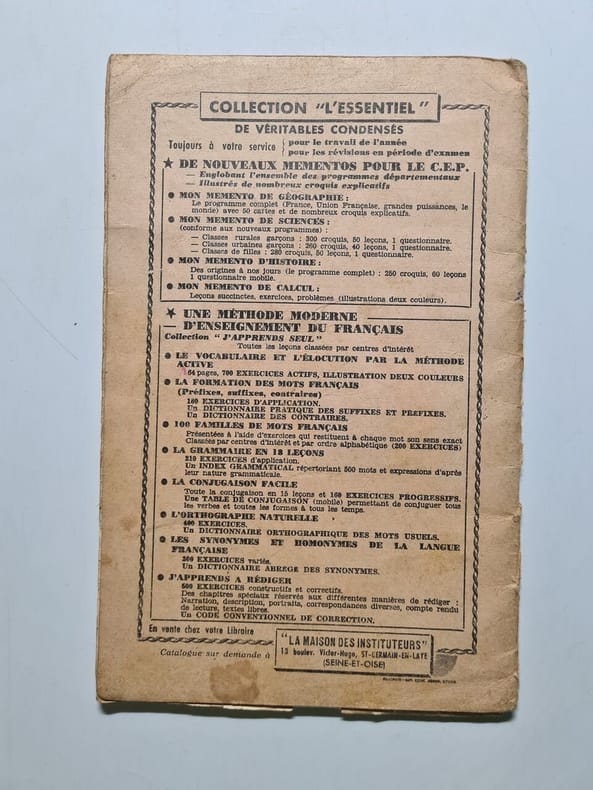 COLLECTION "L'ESSENTIEL"
DE VÉRITABLES CONDENSÉS
Toujours à votre service { pour le travail de l'année
pour les révisions en période d'examen
★ DE NOUVEAUX MEMENTOS POUR LE C.E.P.
— Englobant l'ensemble des programmes départementaux
— Illustrés de nombreux croquis explicatifs
● MON MEMENTO DE GÉOGRAPHIE :
Le programme complet (France, Union Française, grandes puissances, le
monde) avec 50 cartes et de nombreux croquis explicatifs.
● MON MEMENTO DE SCIENCES :
(conforme aux nouveaux programmes) :
— Classes rurales garçons : 300 croquis, 50 leçons, 1 questionnaire.
— Classes urbaines garçons : 260 croquis, 40 leçons, 1 questionnaire.
— Classes de filles : 280 croquis, 50 leçons, 1 questionnaire.
● MON MEMENTO D'HISTOIRE :
Des origines à nos jours (le programme complet) : 250 croquis, 60 leçons
1 questionnaire mobile.
● MON MEMENTO DE CALCUL :
Leçons succinctes, exercices, problèmes (illustrations deux couleurs).
★ UNE MÉTHODE MODERNE
— D'ENSEIGNEMENT DU FRANÇAIS
Collection " J'APPRENDS SEUL "
Toutes les leçons classées par centres d'intérêt
● LE VOCABULAIRE ET L'ÉLOCUTION PAR LA MÉTHODE
ACTIVE
64 pages, 700 EXERCICES ACTIFS, ILLUSTRATION DEUX COULEURS
● LA FORMATION DES MOTS FRANÇAIS
(Préfixes, suffixes, contraires)
160 EXERCICES D'APPLICATION.
Un DICTIONNAIRE PRATIQUE DES SUFFIXES ET PRÉFIXES.
Un DICTIONNAIRE DES CONTRAIRES.
● 100 FAMILLES DE MOTS FRANÇAIS
Présentées à l'aide d'exercices qui restituent à chaque mot son sens exact
Classées par centres d'intérêt et par ordre alphabétique (200 EXERCICES)
● LA GRAMMAIRE EN 18 LEÇONS
210 EXERCICES d'application.
Un INDEX GRAMMATICAL répertoriant 500 mots et expressions d'après
leur nature grammaticale.
● LA CONJUGAISON FACILE
Toute la conjugaison en 15 leçons et 160 EXERCICES PROGRESSIFS.
Une TABLE DE CONJUGAISON (mobile) permettant de conjuguer tous
les verbes et toutes les formes à tous les temps.
● L'ORTHOGRAPHE NATURELLE
400 EXERCICES.
Un DICTIONNAIRE ORTHOGRAPHIQUE DES MOTS USUELS.
● LES SYNONYMES ET HOMONYMES DE LA LANGUE
FRANÇAISE
200 EXERCICES variés.
Un DICTIONNAIRE ABRÉGÉ DES SYNONYMES.
● J'APPRENDS A RÉDIGER
500 EXERCICES constructifs et correctifs.
Des chapitres spéciaux réservés aux différentes manières de rédiger :
Narration, description, portraits, correspondances diverses, compte rendu
de lecture, textes libres.
Un CODE CONVENTIONNEL DE CORRECTION.
En vente chez votre Libraire
Catalogue sur demande à
"LA MAISON DES INSTITUTEURS"
13 boulev. Victor-Hugo, ST-GERMAIN-EN-LAYE
(SEINE-ET-OISE)